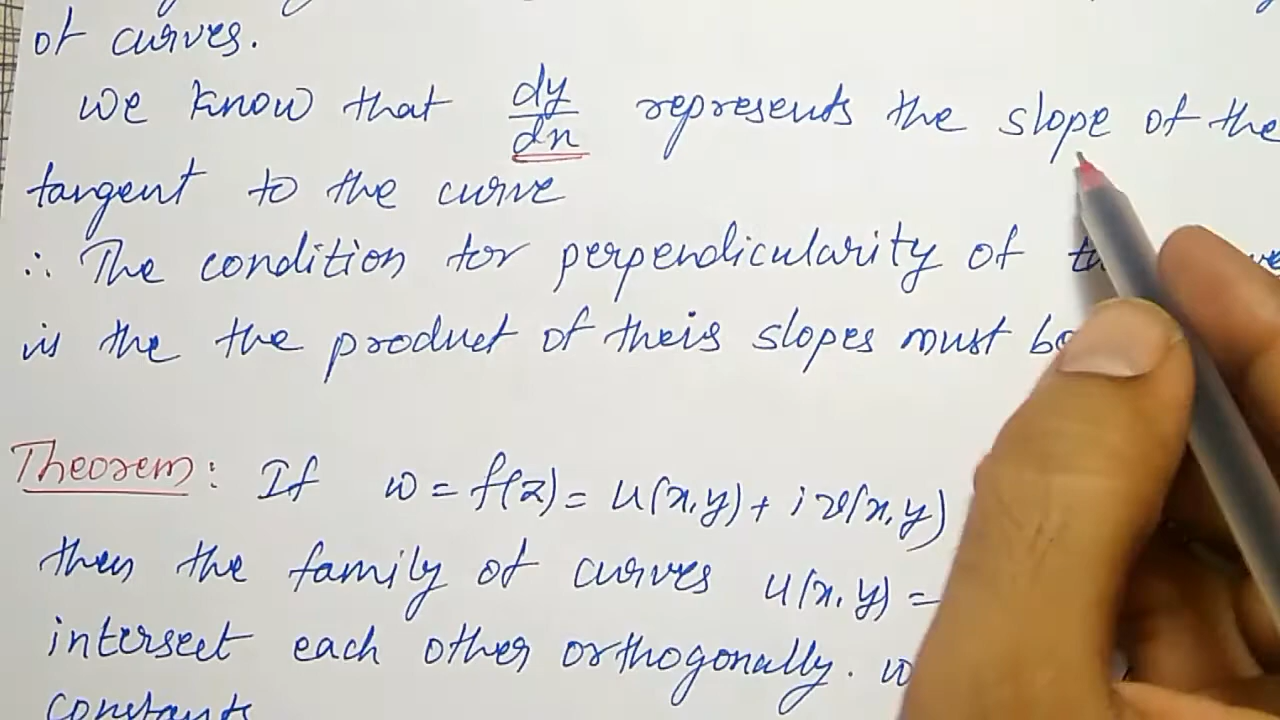 of curves.
we know that dy/dx represents the slope of the
tangent to the curve
∴ The condition for perpendicularity of
is the the product of their slopes must be
Theorem: If w = f(z) = u(x,y) + iv(x,y)
then the family of curves u(x,y) =
intersect each other orthogonally.
constants